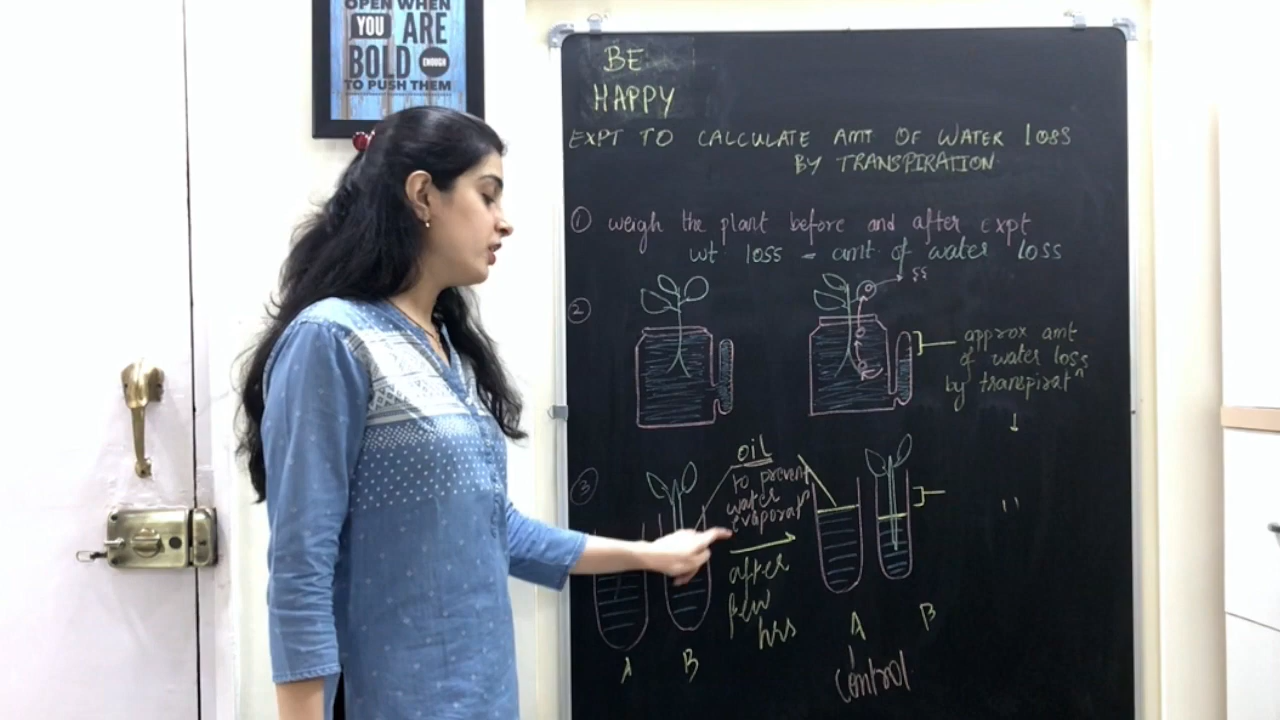 OPEN WHEN
YOU ARE
BOLD ENOUGH
TO PUSH THEM
BE
HAPPY
EXPT TO CALCULATE AMT OF WATER lOSS
BY TRANSPIRATION
① weigh the plant before and after expt
wt. loss = amt. of water loss
②
approx amt
of water loss
by transpiratⁿ
③
oil
to prevent
water
evaporatⁿ
after
few
hrs
A
B
A
B
Control
"